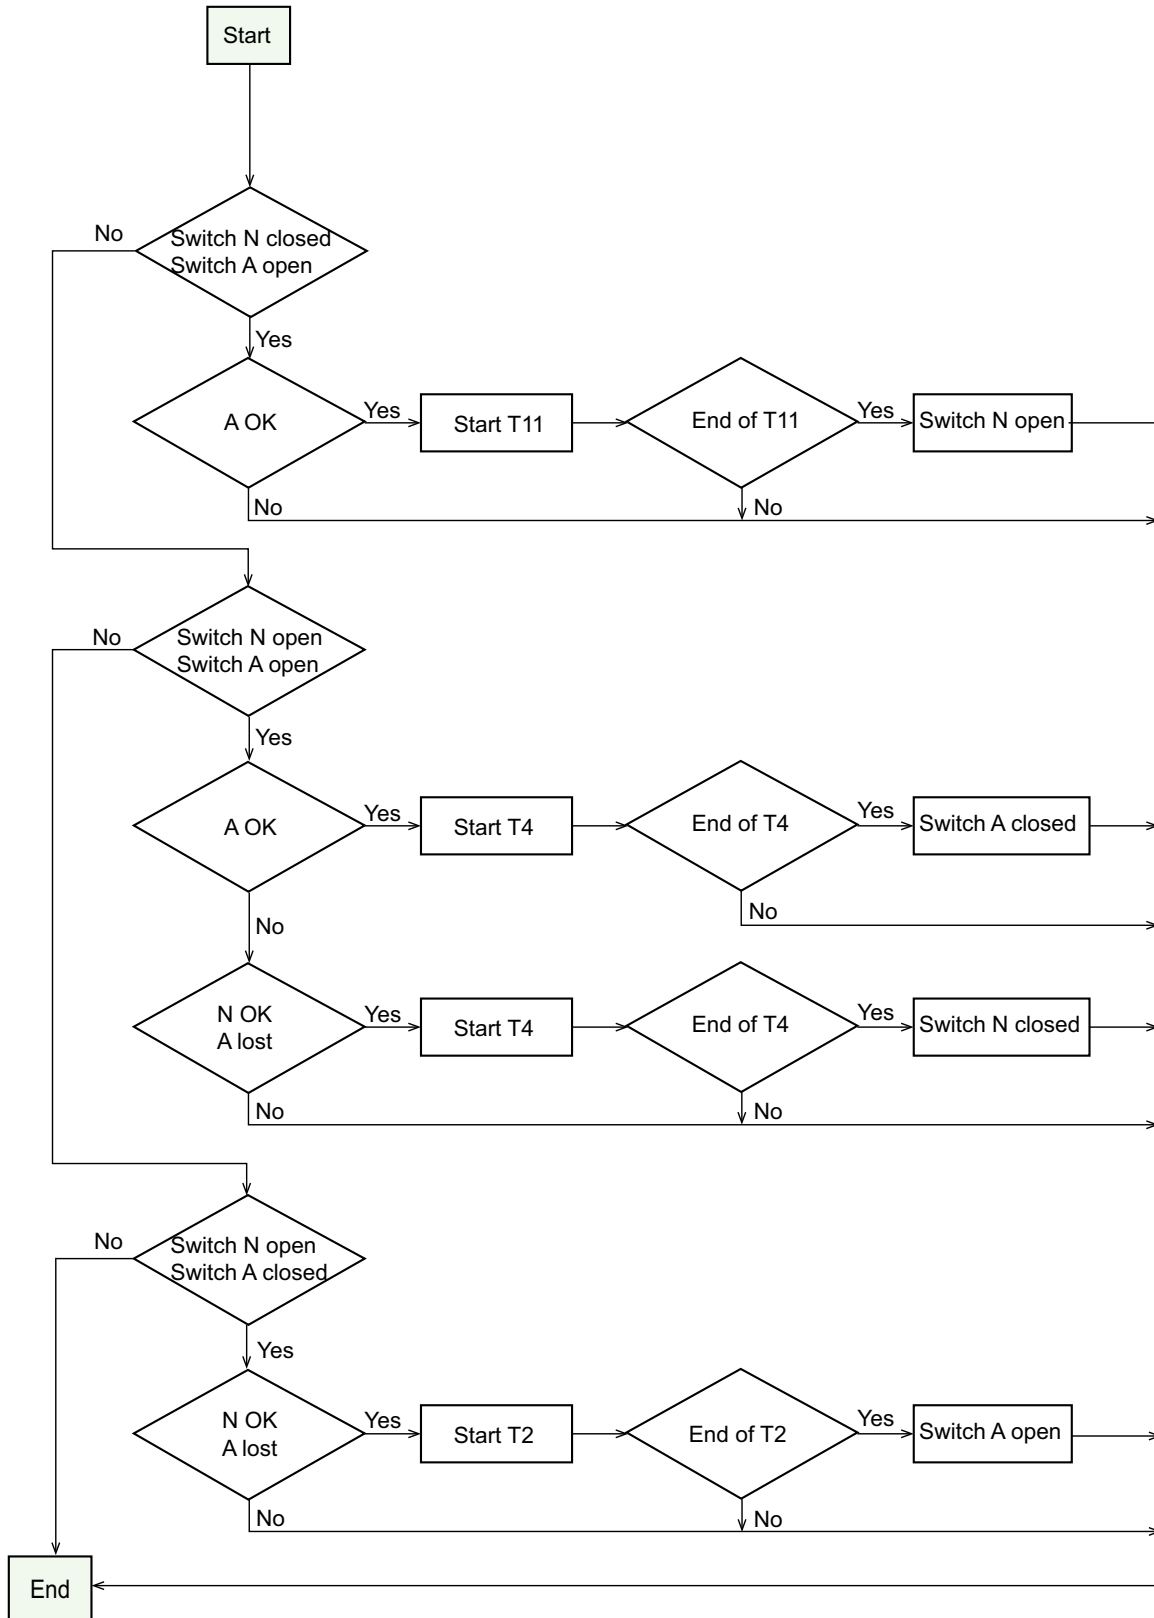 Start
No
Switch N closed
Switch A open
Yes
A OK
Yes
Start T11
End of T11
Yes
Switch N open
No
No
No
Switch N open
Switch A open
Yes
A OK
Yes
Start T4
End of T4
Yes
Switch A closed
No
No
N OK
A lost
Yes
Start T4
End of T4
Yes
Switch N closed
No
No
No
Switch N open
Switch A closed
Yes
N OK
A lost
Yes
Start T2
End of T2
Yes
Switch A open
No
No
End